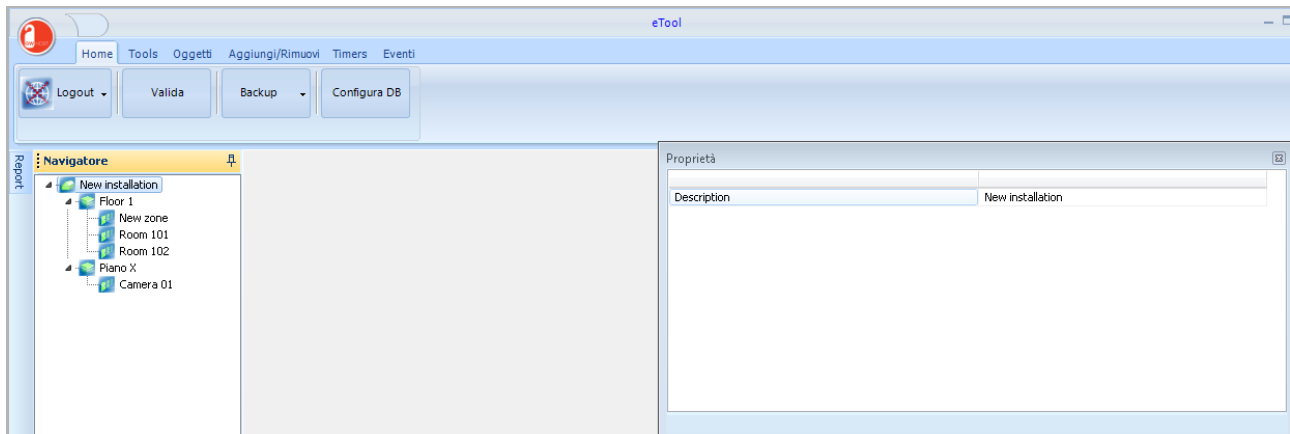 eTool
Home Tools Oggetti Aggiungi/Rimuovi Timers Eventi
Logout Valida Backup Configura DB
Report
Navigatore
New installation
Floor 1
New zone
Room 101
Room 102
Piano X
Camera 01
Proprietà
Description New installation